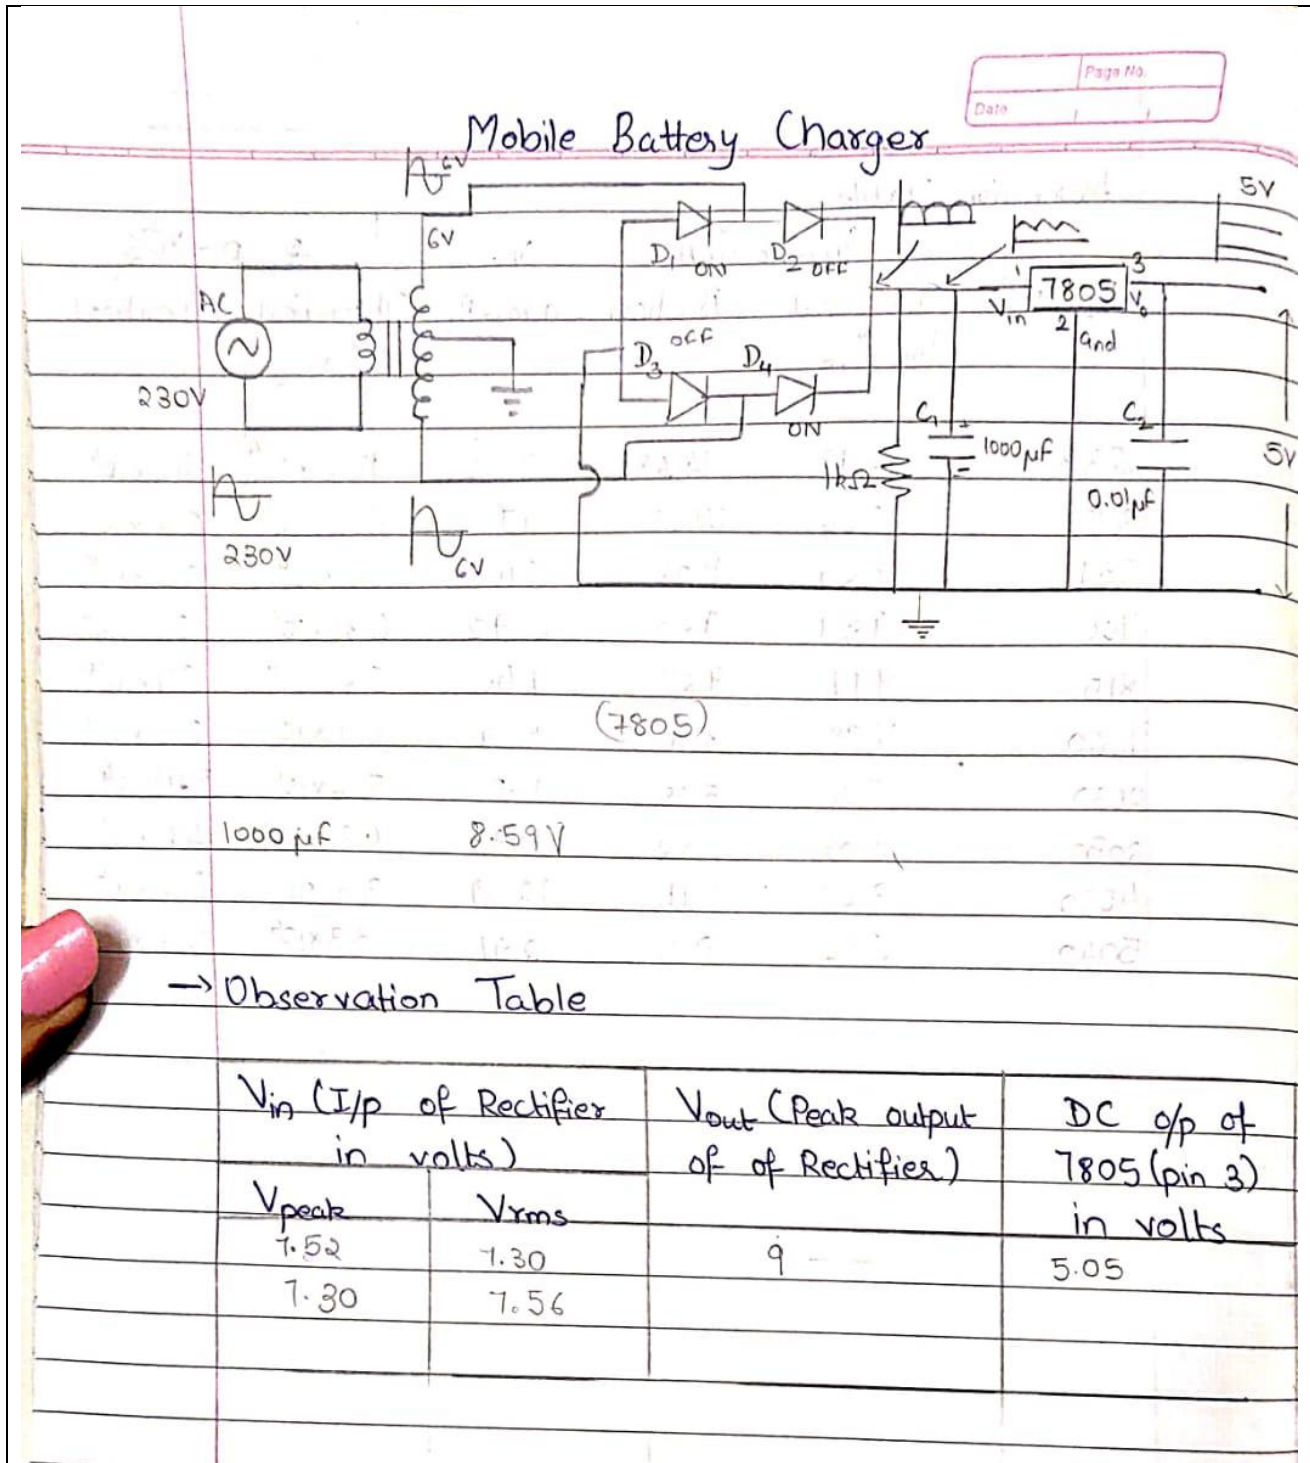 Page No.
Date
Mobile Battery Charger
6V
5V
6V
D1 ON
D2 OFF
AC
1
7805
3
Vin
Vo
2
Gnd
OFF
D3
D4
230V
ON
C1
1000µF
C2
5V
1kΩ
0.01µF
230V
6V
(7805)
1000µF 8.59V
→ Observation Table
Vin (I/p of Rectifier in volts)
Vout (Peak output of of Rectifier)
DC o/p of 7805 (pin 3) in volts
Vpeak Vrms
7.52 7.30 9 5.05
7.30 7.56